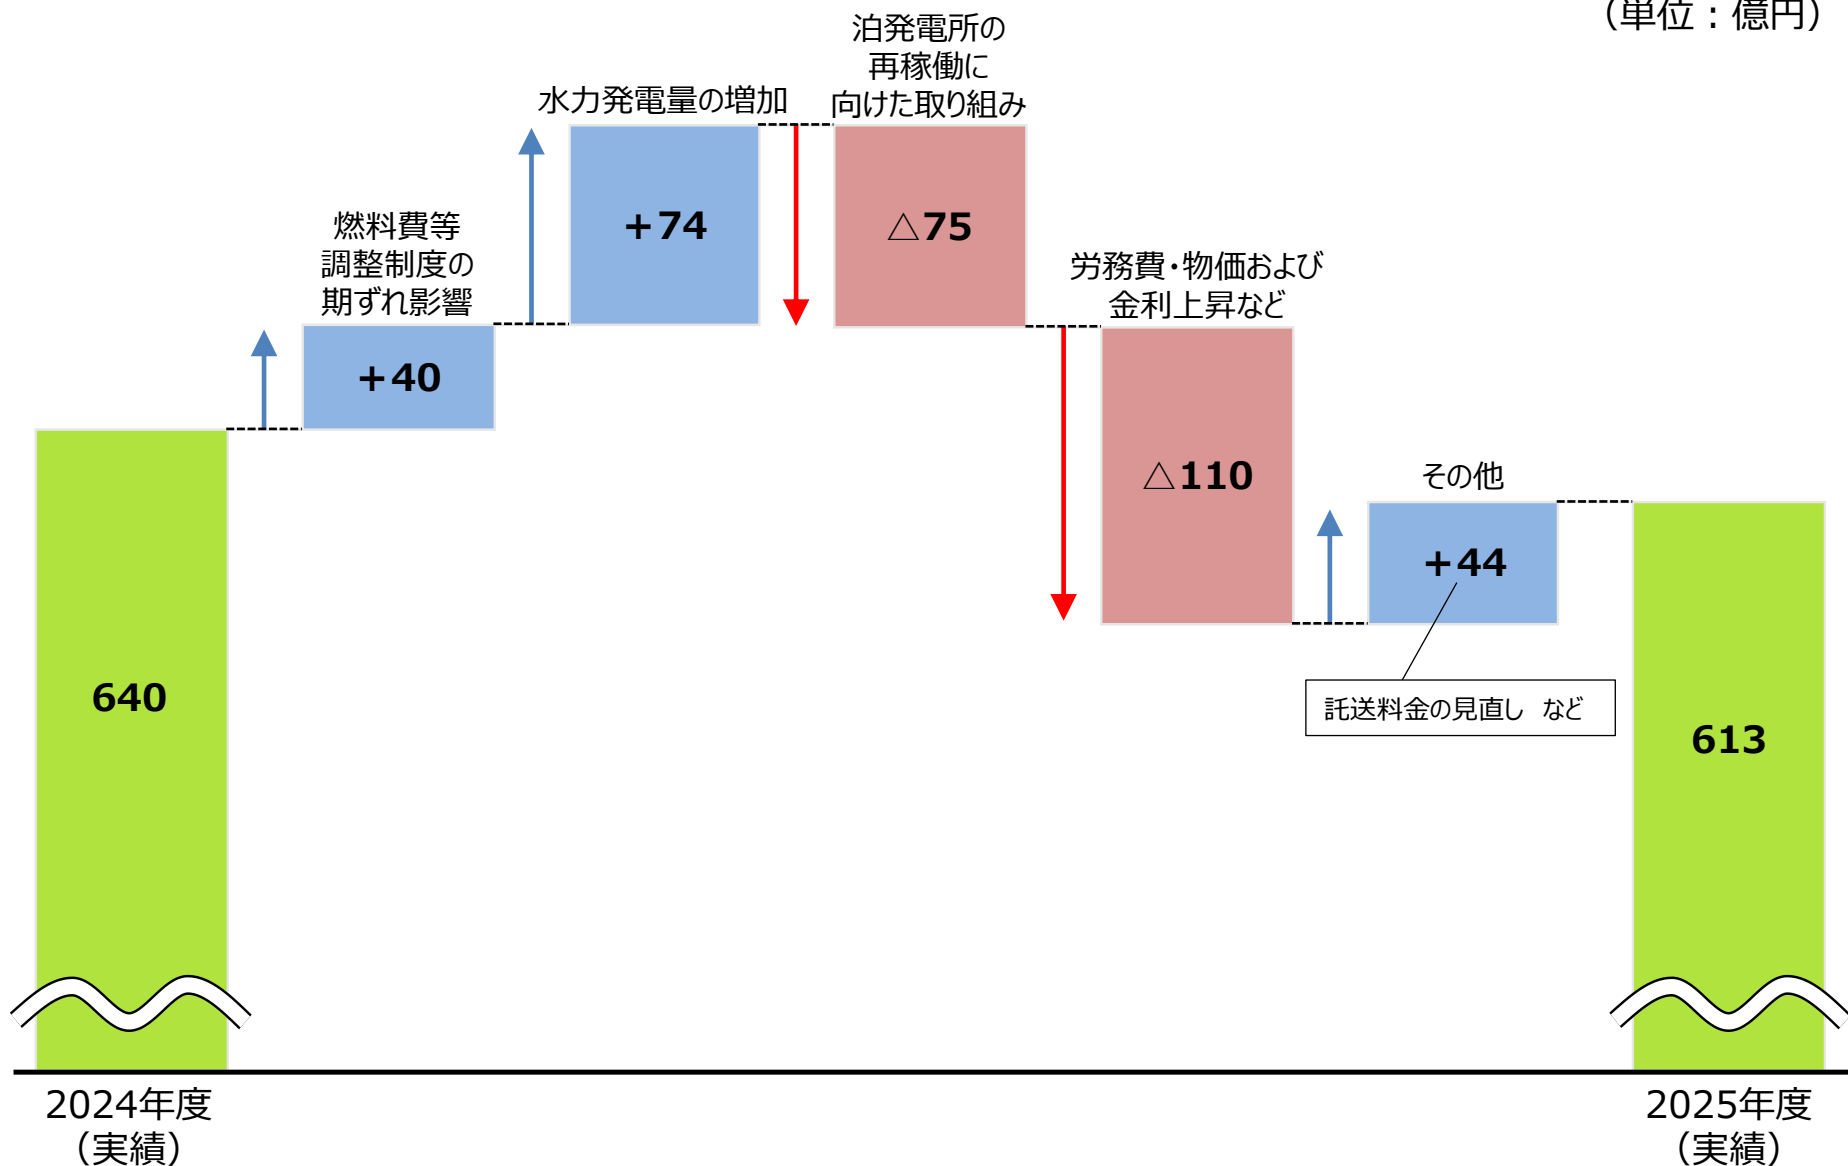 （単位：億円）
泊発電所の
再稼働に
向けた取り組み
水力発電量の増加
+74
△75
燃料費等
調整制度の
期ずれ影響
+40
労務費・物価および
金利上昇など
△110
その他
+44
託送料金の見直し　など
640
613
2024年度
（実績）
2025年度
（実績）